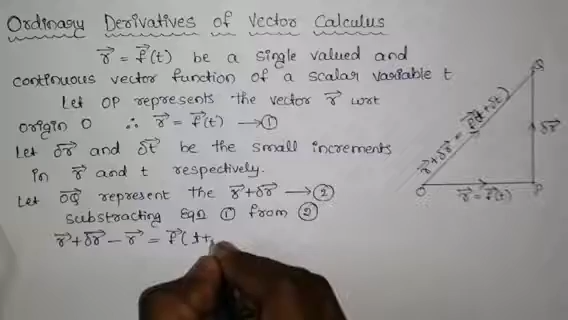 Ordinary Derivatives of Vector Calculus
r⃗ = f⃗(t) be a single valued and
continuous vector function of a scalar variable t
Let OP represents the vector r⃗ wrt
origin O ∴ r⃗ = f⃗(t) → ①
Let δr⃗ and δt⃗ be the small increments
in r⃗ and t respectively.
Let OQ⃗ represent the r⃗+δr⃗ → ②
Substracting Eqn ① from ②
r⃗+δr⃗-r⃗ = f⃗(t+
Q
r⃗+δr⃗ = f⃗(t+δt)
δr⃗
O
r⃗=f⃗(t)
P